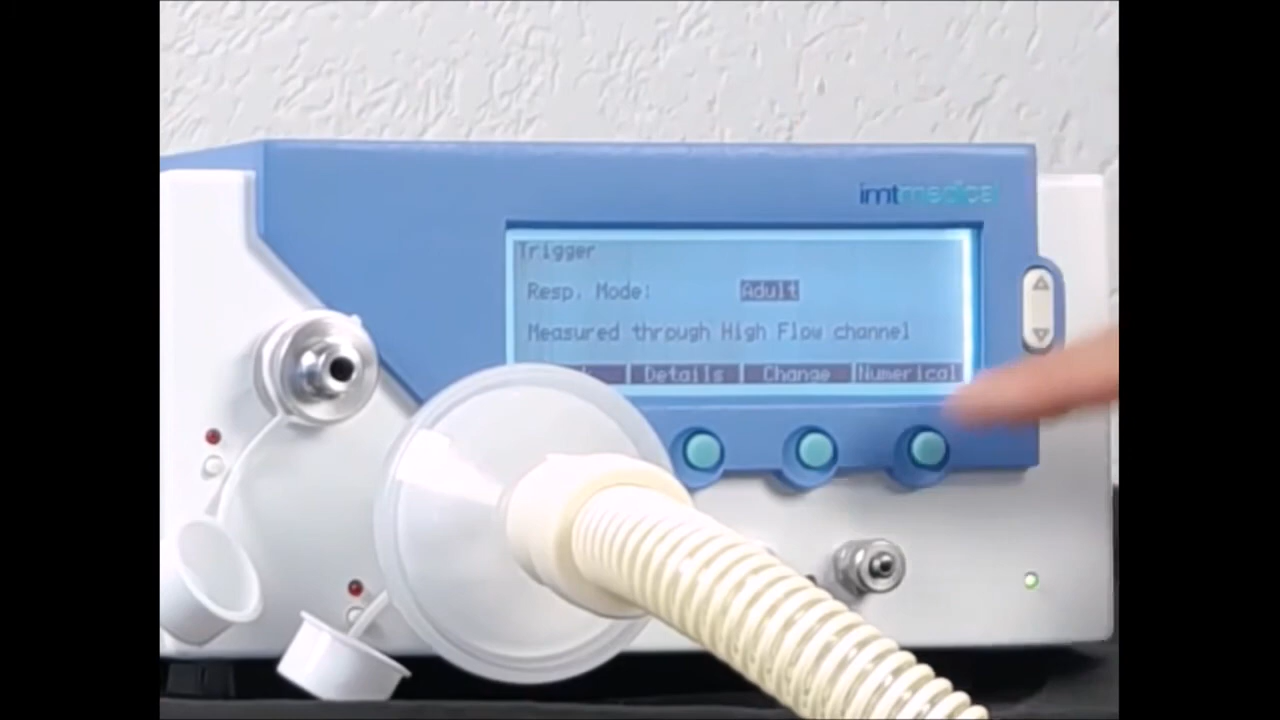 imtmedical
Trigger
Resp. Mode: Adult
Measured through High Flow channel
Details | Change | Numerical